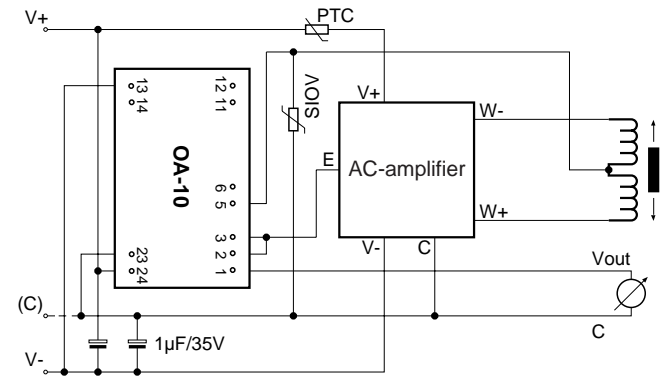 V+
PTC
13
14
12
11
SIOV
V+
W-
OA-10
E
AC-amplifier
6
5
3
2
1
W+
23
24
V-
C
Vout
(C)
C
1µF/35V
V-